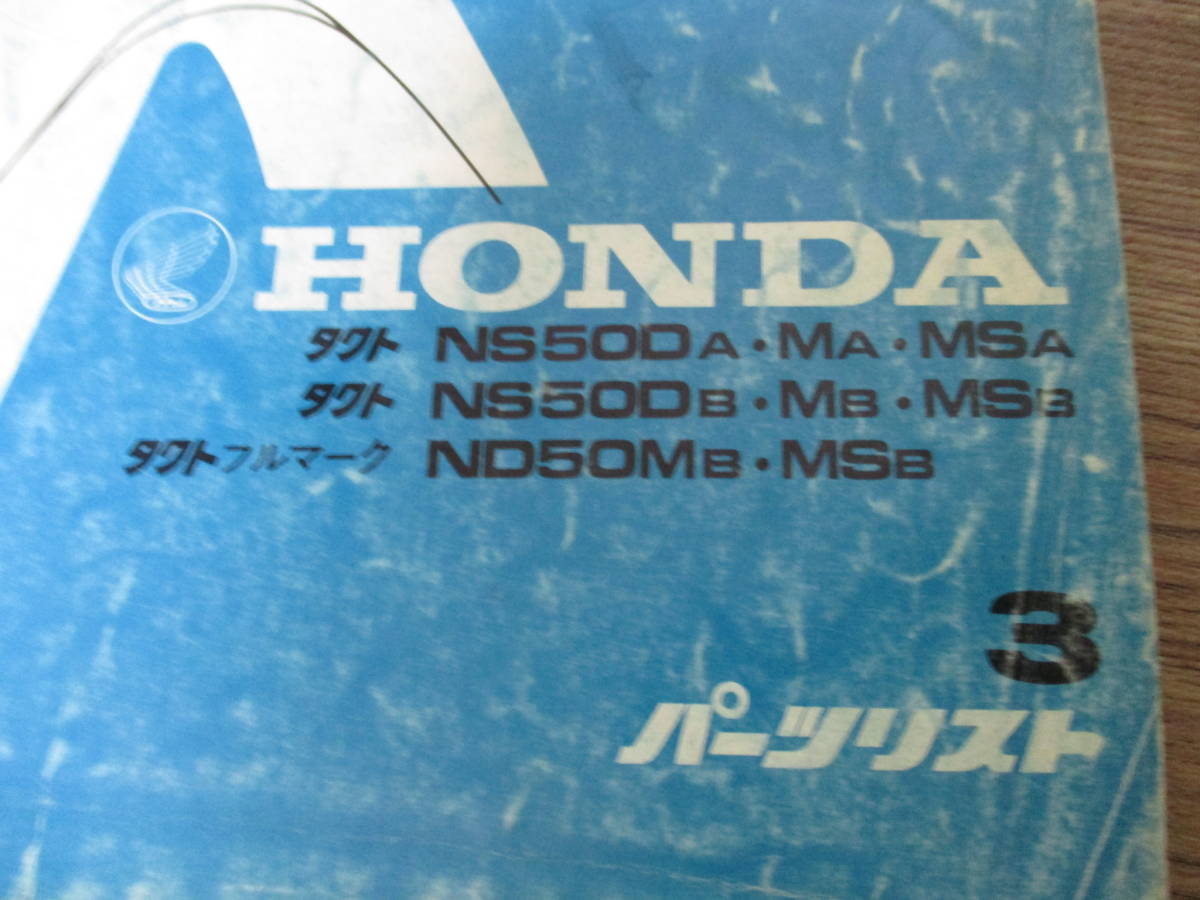 HONDA
タクト NS50DA・MA・MSA
タクト NS50DB・MB・MSB
タクトフルマーク ND50MB・MSB
3
パーツリスト